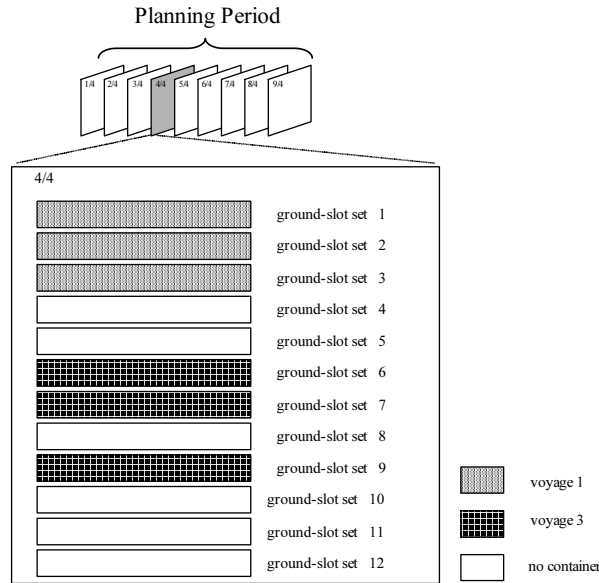 Planning Period
1/4
2/4
3/4
4/4
5/4
6/4
7/4
8/4
9/4
4/4
ground-slot set 1
ground-slot set 2
ground-slot set 3
ground-slot set 4
ground-slot set 5
ground-slot set 6
ground-slot set 7
ground-slot set 8
ground-slot set 9
ground-slot set 10
ground-slot set 11
ground-slot set 12
voyage 1
voyage 3
no container